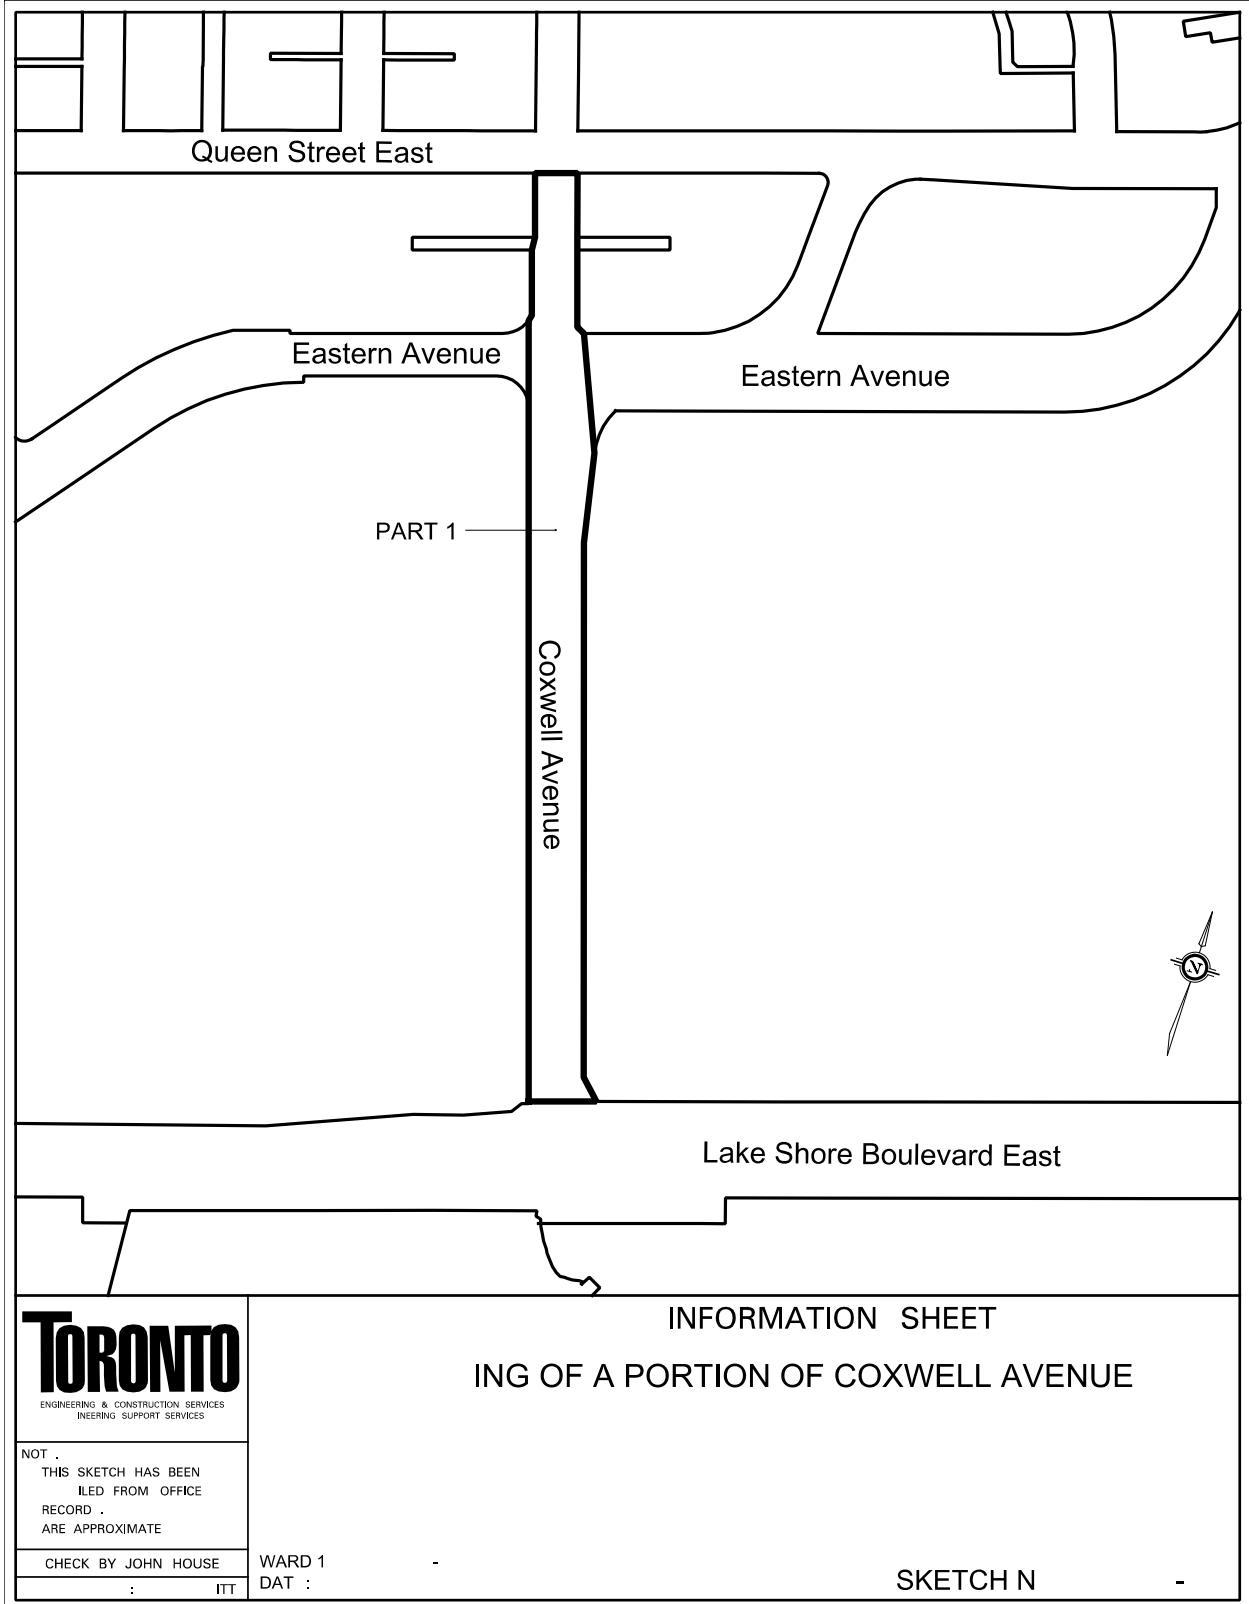 Queen Street East
Eastern Avenue
Eastern Avenue
PART 1
Coxwell Avenue
N
Lake Shore Boulevard East
TORONTO
ENGINEERING & CONSTRUCTION SERVICES
INEERING SUPPORT SERVICES
INFORMATION SHEET
ING OF A PORTION OF COXWELL AVENUE
NOT .
THIS SKETCH HAS BEEN
ILED FROM OFFICE
RECORD .
ARE APPROXIMATE
CHECK BY JOHN HOUSE
: ITT
WARD 1 -
DAT :
SKETCH N -